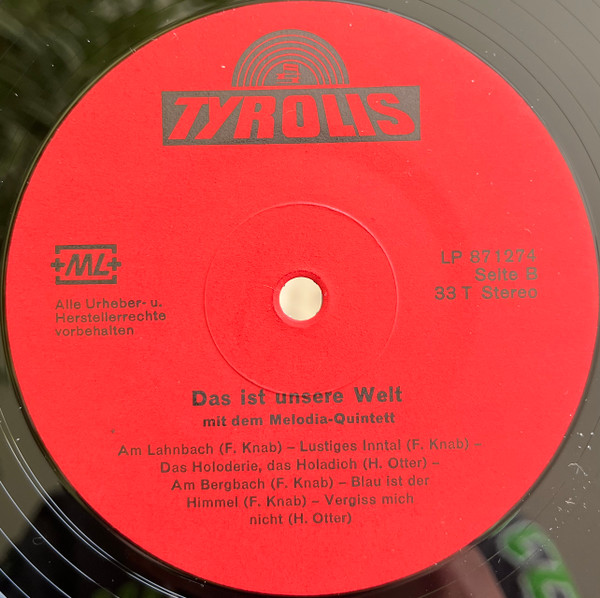 TYROLIS
+ML+
Alle Urheber- u.
Herstellerrechte
vorbehalten
LP 871274
Seite B
33 T Stereo
Das ist unsere Welt
mit dem Melodia-Quintett
Am Lahnbach (F. Knab) – Lustiges Inntal (F. Knab) –
Das Holoderie, das Holadioh (H. Otter) –
Am Bergbach (F. Knab) – Blau ist der
Himmel (F. Knab) – Vergiss mich
nicht (H. Otter)